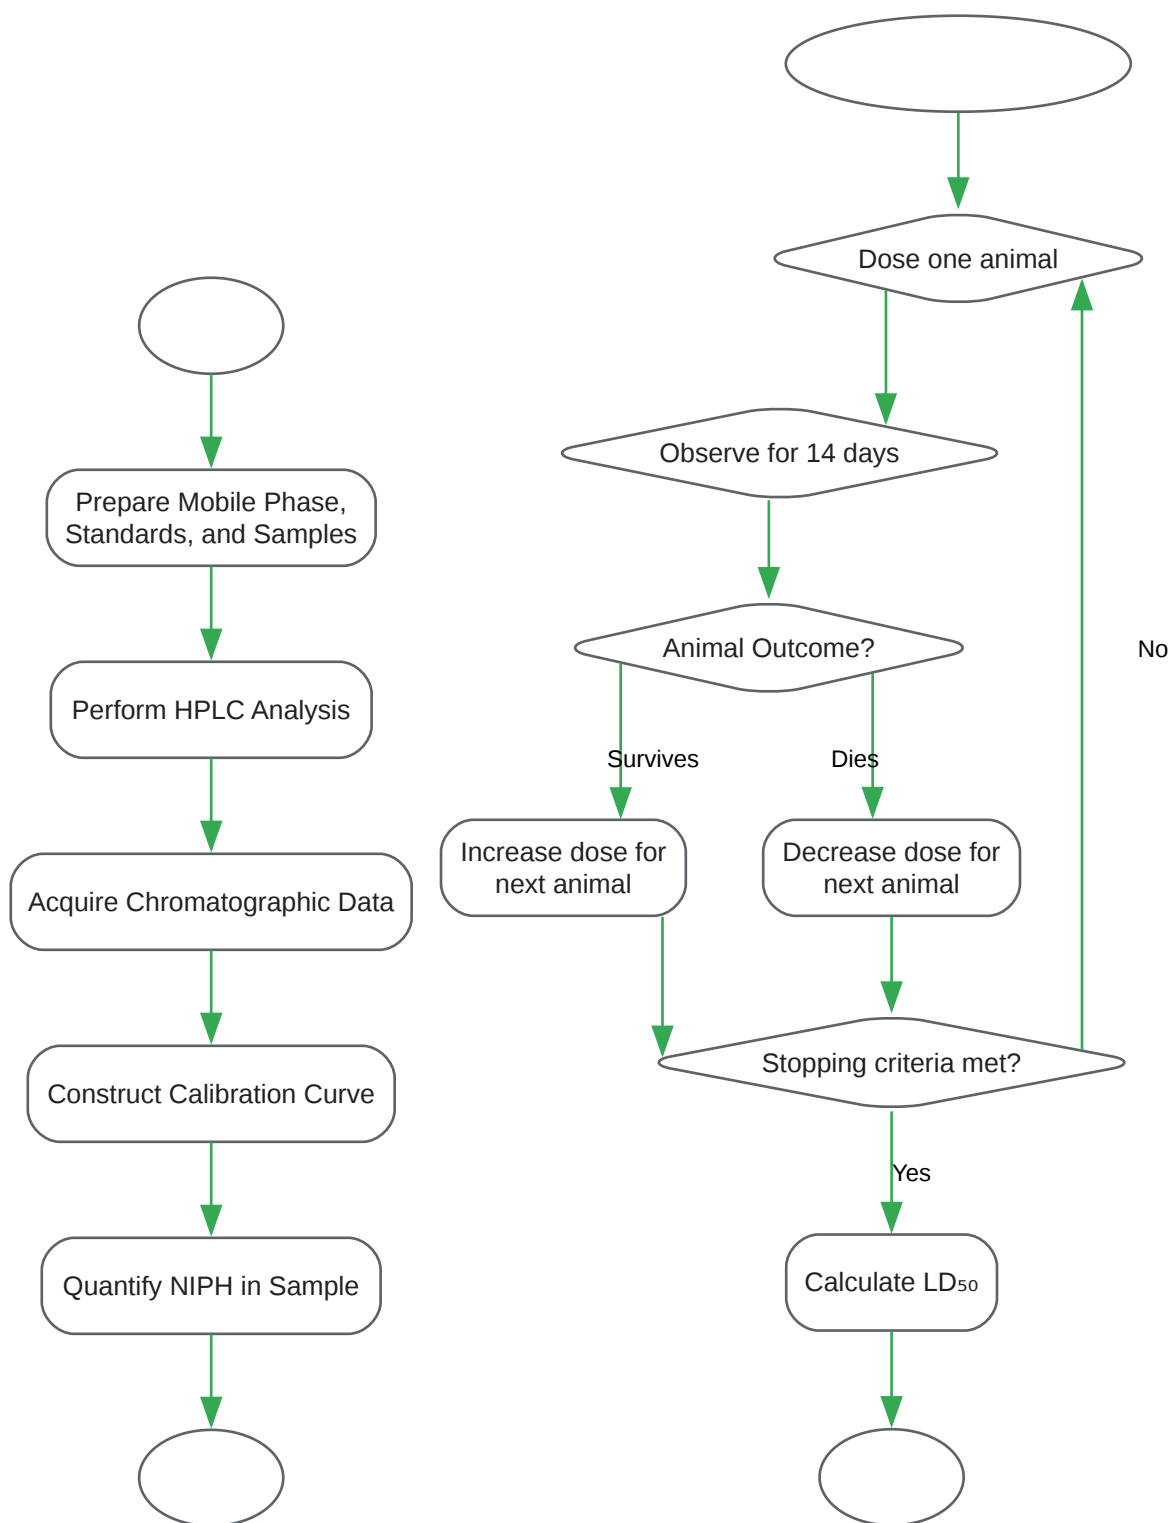 Prepare Mobile Phase,
Standards, and Samples
Perform HPLC Analysis
Acquire Chromatographic Data
Construct Calibration Curve
Quantify NIPH in Sample
Dose one animal
Observe for 14 days
Animal Outcome?
Survives
Dies
Increase dose for
next animal
Decrease dose for
next animal
Stopping criteria met?
No
Yes
Calculate LD₅₀